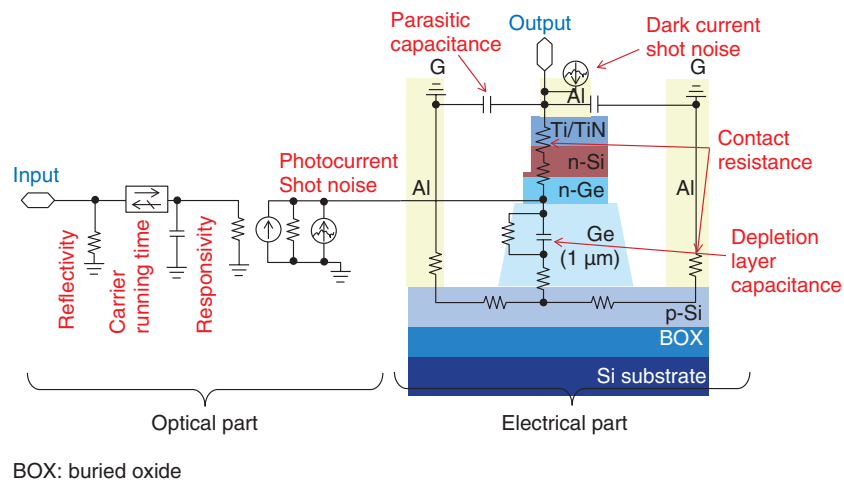 Parasitic
capacitance
Output
Dark current
shot noise
G
G
Al
Ti/TiN
Contact
resistance
n-Si
Photocurrent
Shot noise
Input
Al
n-Ge
Al
Ge
(1 μm)
Depletion
layer
capacitance
Reflectivity
Carrier
running time
Responsivity
p-Si
BOX
Si substrate
Optical part
Electrical part
BOX: buried oxide